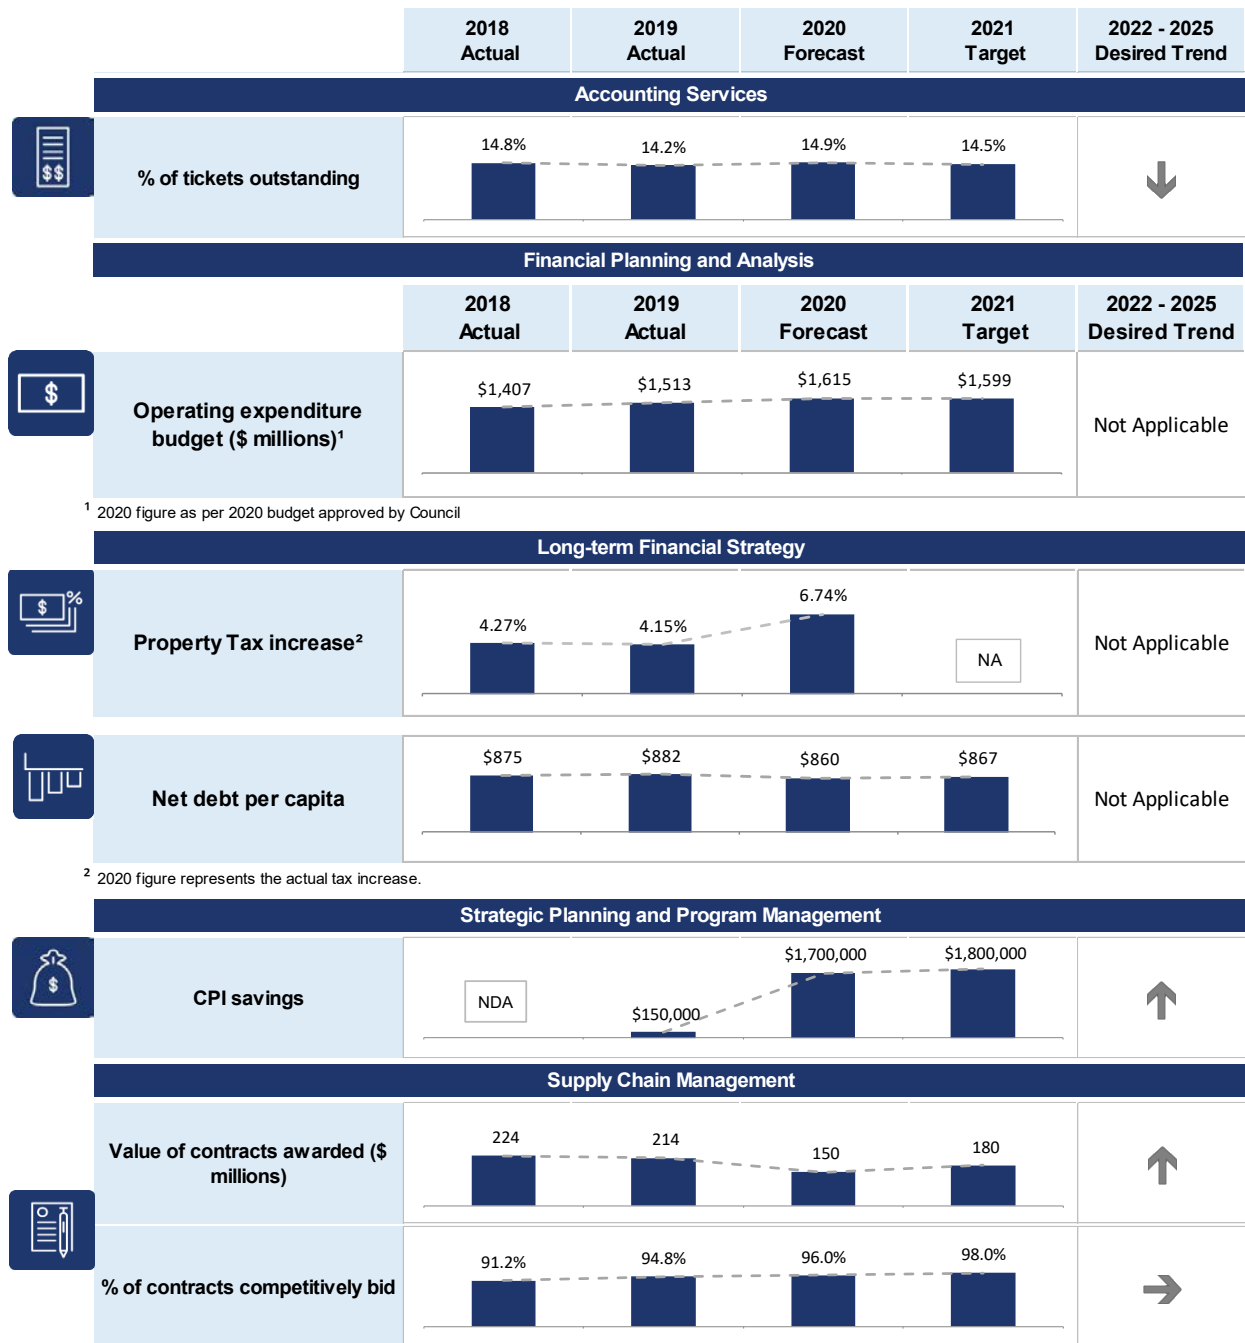 2018 2019 2020 2021 2022 - 2025
Actual Actual Forecast Target Desired Trend
Accounting Services
$$
% of tickets outstanding
14.8% 14.2% 14.9% 14.5%
Financial Planning and Analysis
2018 2019 2020 2021 2022 - 2025
Actual Actual Forecast Target Desired Trend
$
Operating expenditure
budget ($ millions)¹
$1,407 $1,513 $1,615 $1,599
Not Applicable
¹ 2020 figure as per 2020 budget approved by Council
Long-term Financial Strategy
$ %
Property Tax increase²
4.27% 4.15% 6.74% NA
Not Applicable
Net debt per capita
$875 $882 $860 $867
Not Applicable
² 2020 figure represents the actual tax increase.
Strategic Planning and Program Management
$
CPI savings
NDA $150,000 $1,700,000 $1,800,000
Supply Chain Management
Value of contracts awarded ($
millions)
224 214 150 180
% of contracts competitively bid
91.2% 94.8% 96.0% 98.0%